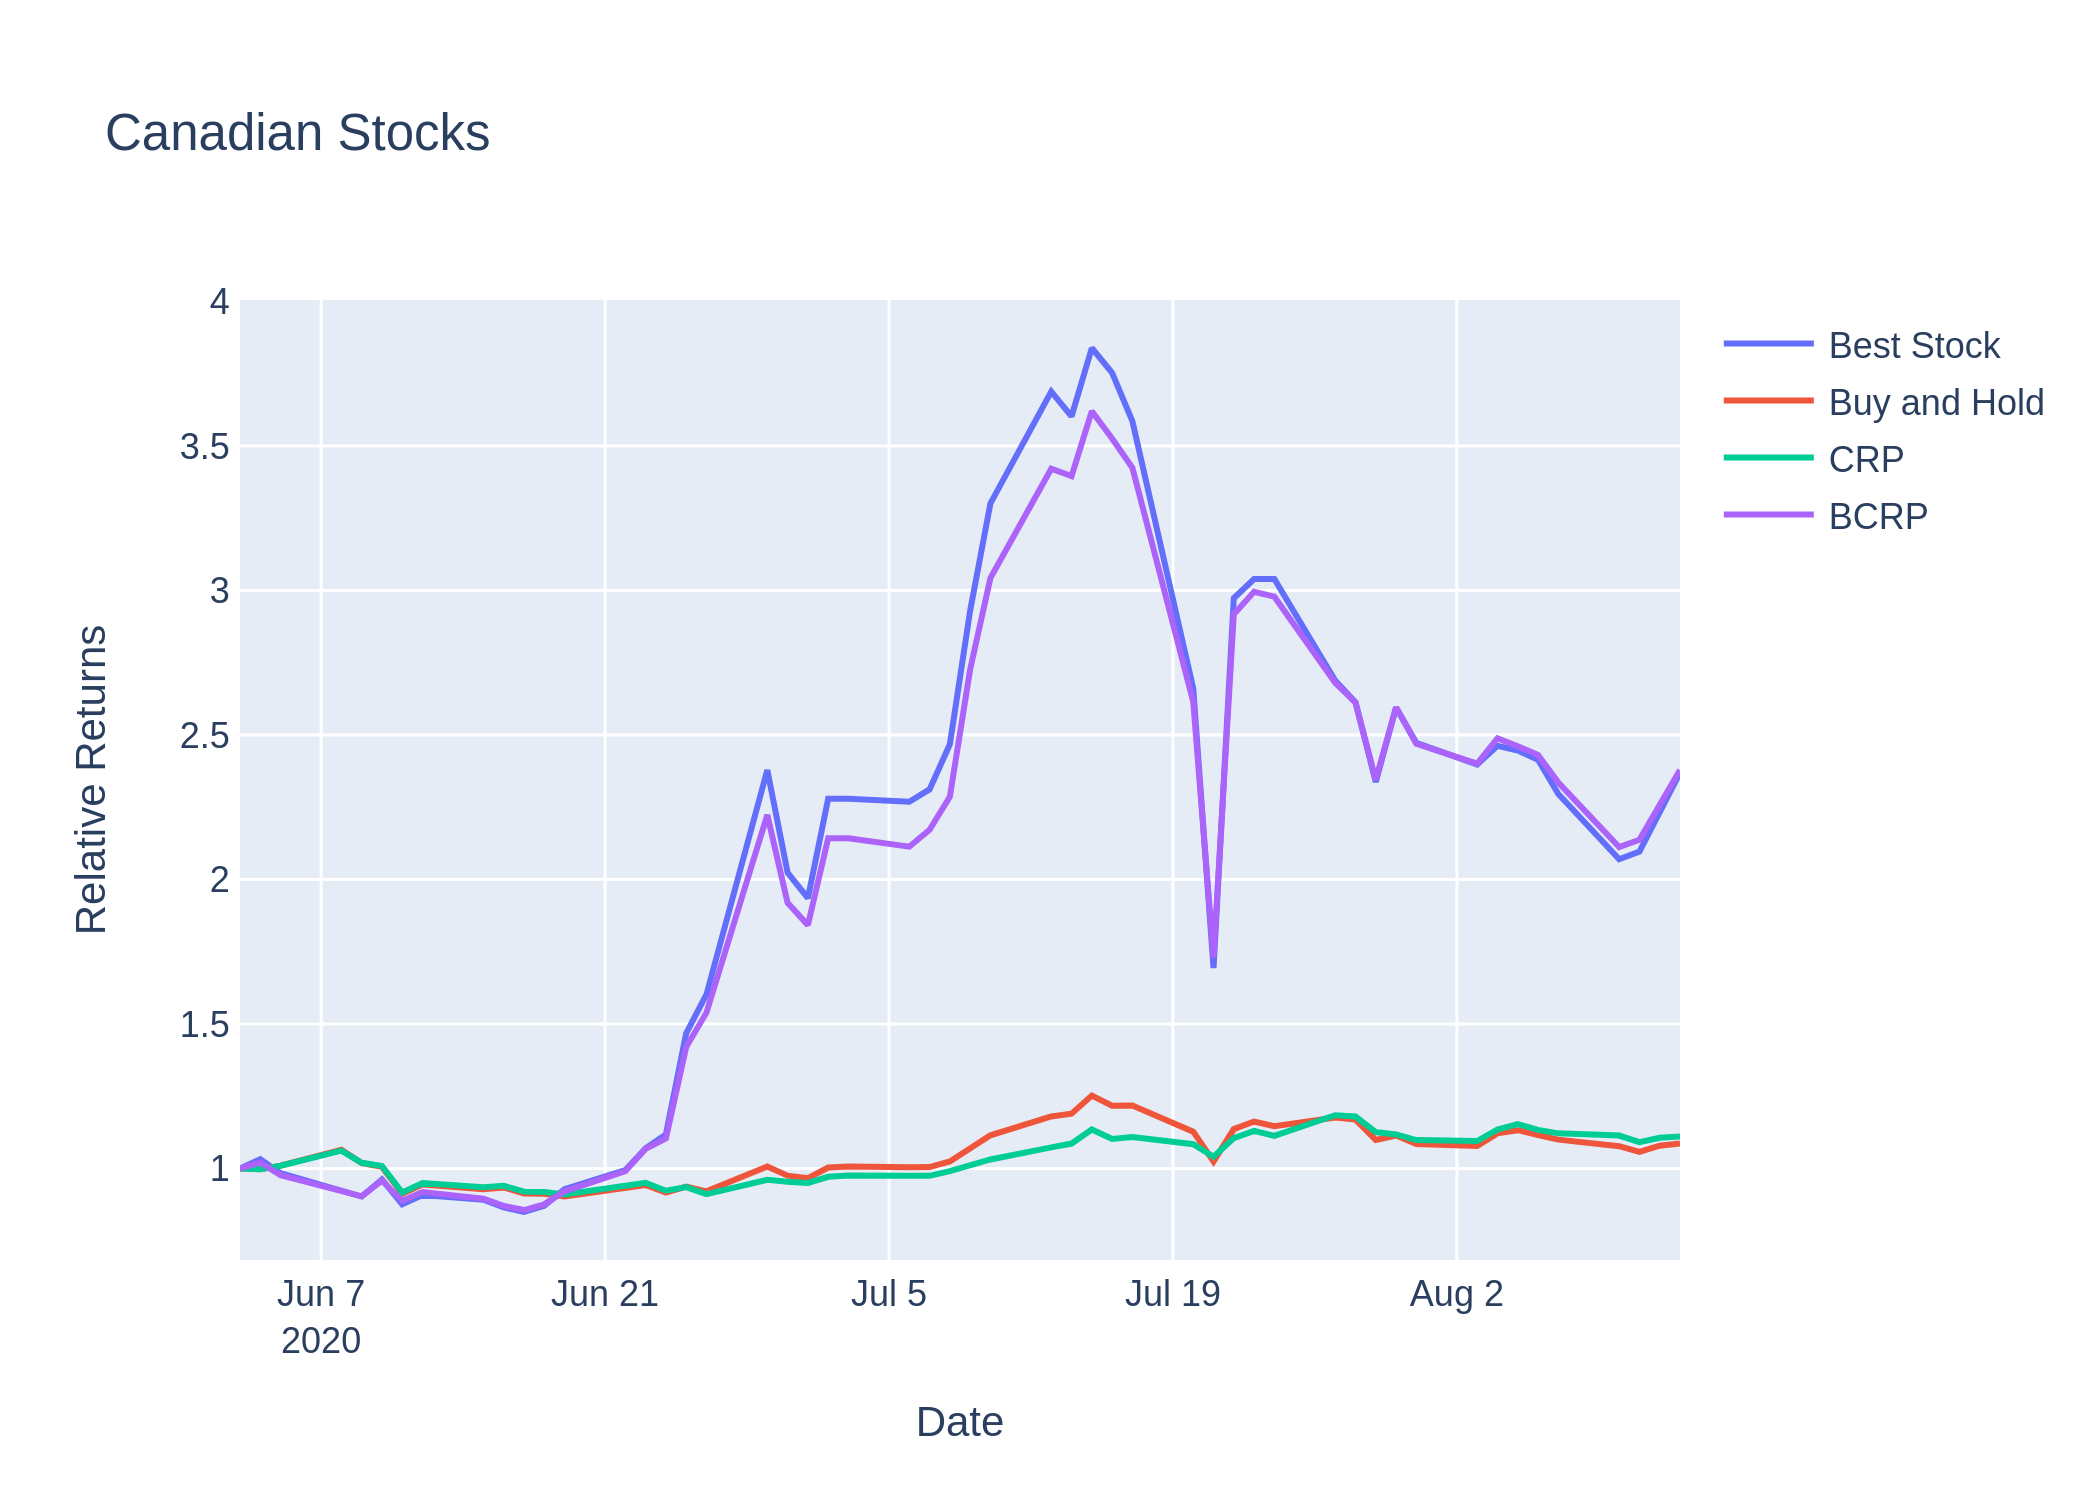 Canadian Stocks
4
3.5
3
2.5
2
1.5
1
Relative Returns
Jun 7
2020
Jun 21
Jul 5
Jul 19
Aug 2
Date
Best Stock
Buy and Hold
CRP
BCRP